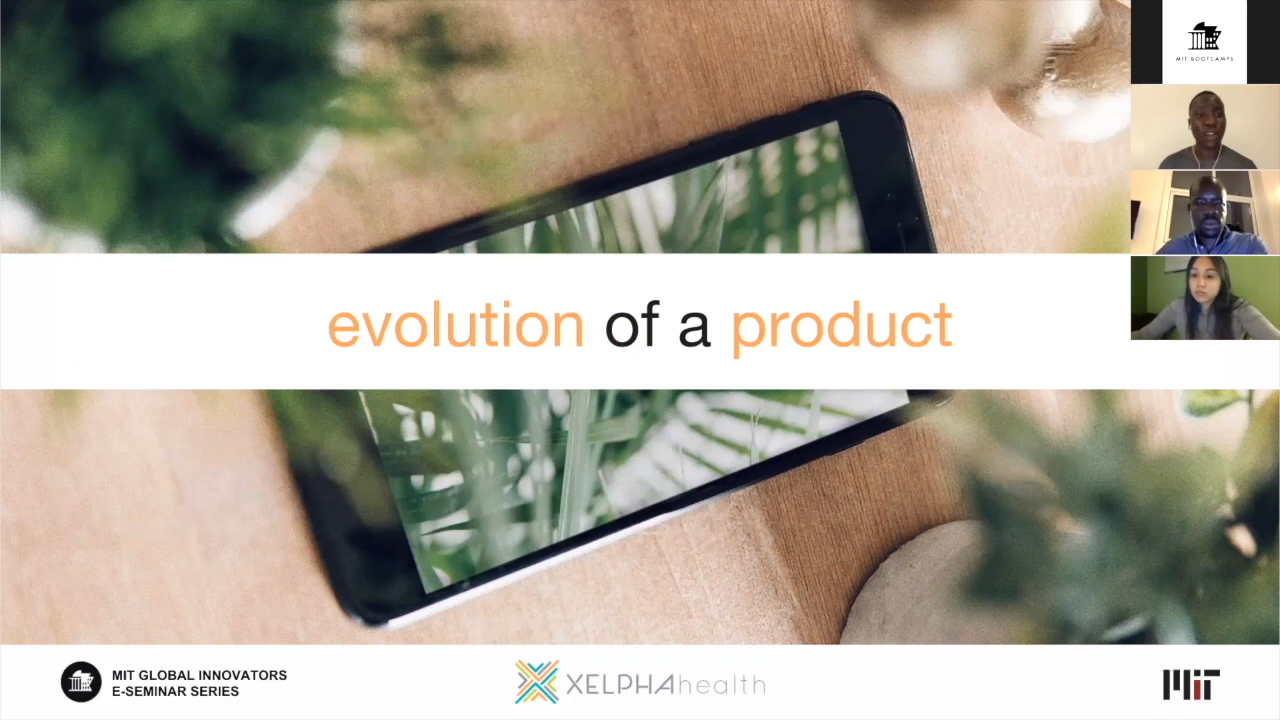 MIT BOOTCAMPS
evolution of a product
MIT GLOBAL INNOVATORS
E-SEMINAR SERIES
XELPHAhealth
MIT